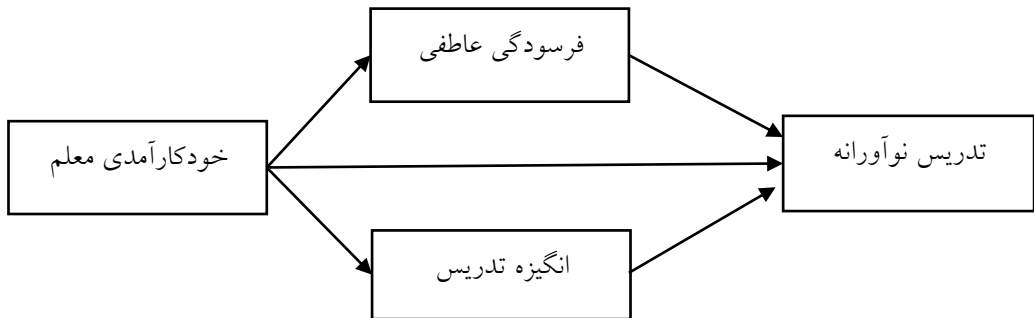 فرسودگی عاطفی
خودکارآمدی معلم
تدریس نوآورانه
انگیزه تدریس